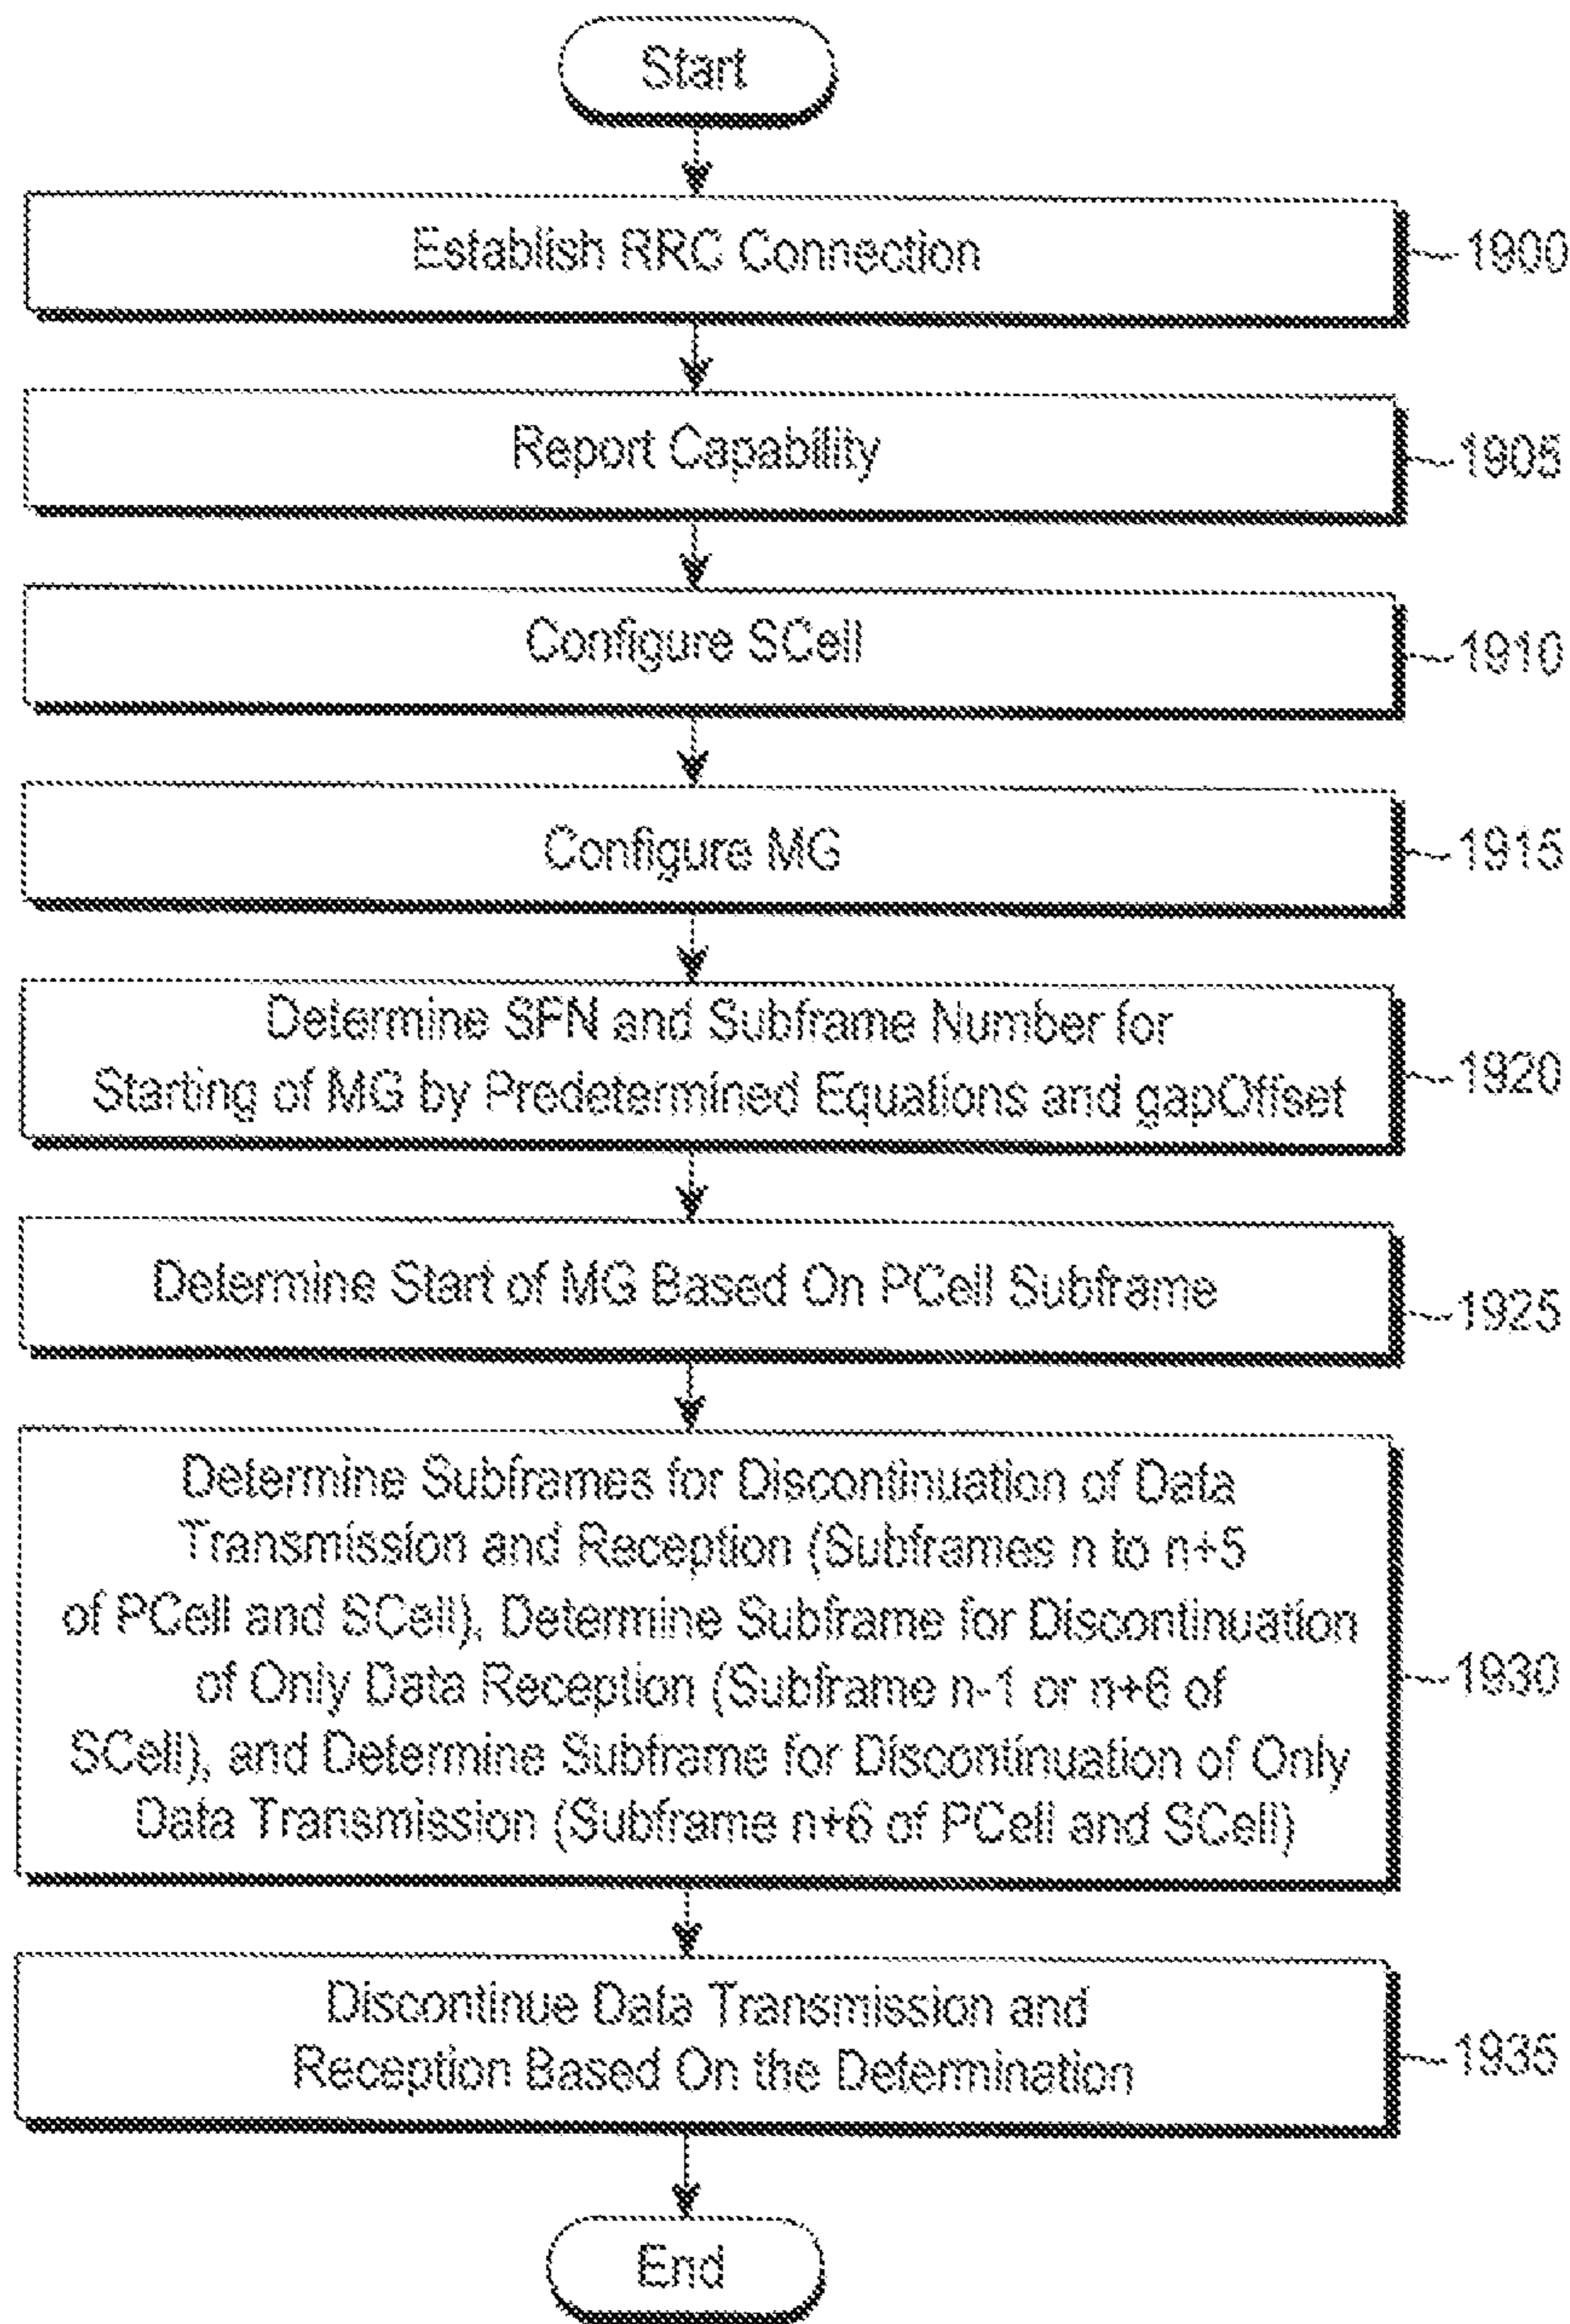 Start
Establish RRC Connection
1900
Report Capability
1905
Configure SCell
1910
Configure MG
1915
Determine SFN and Subframe Number for
Starting of MG by Predetermined Equations and gapOffset
1920
Determine Start of MG Based On PCell Subframe
1925
Determine Subframes for Discontinuation of Data
Transmission and Reception (Subframes n to n+5
of PCell and SCell), Determine Subframe for Discontinuation
of Only Data Reception (Subframe n-1 or n+6 of
SCell), and Determine Subframe for Discontinuation of Only
Data Transmission (Subframe n+6 of PCell and SCell)
1930
Discontinue Data Transmission and
Reception Based On the Determination
1935
End